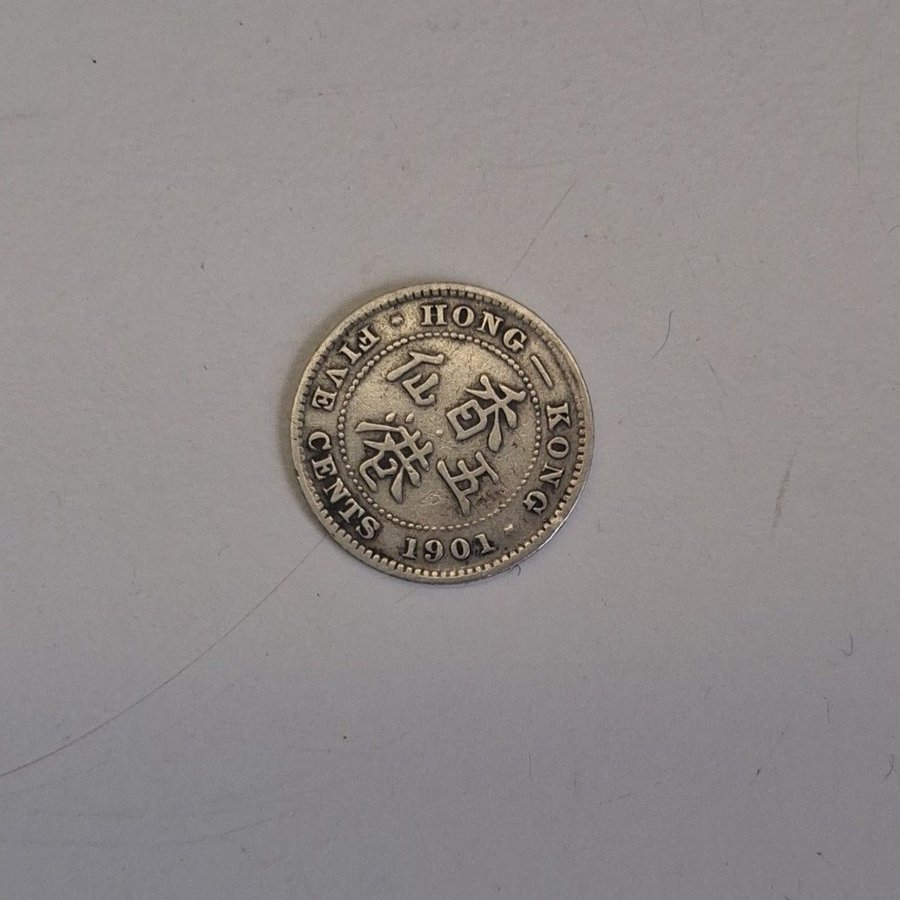 HONG–KONG
FIVE CENTS
1901
香港
五仙